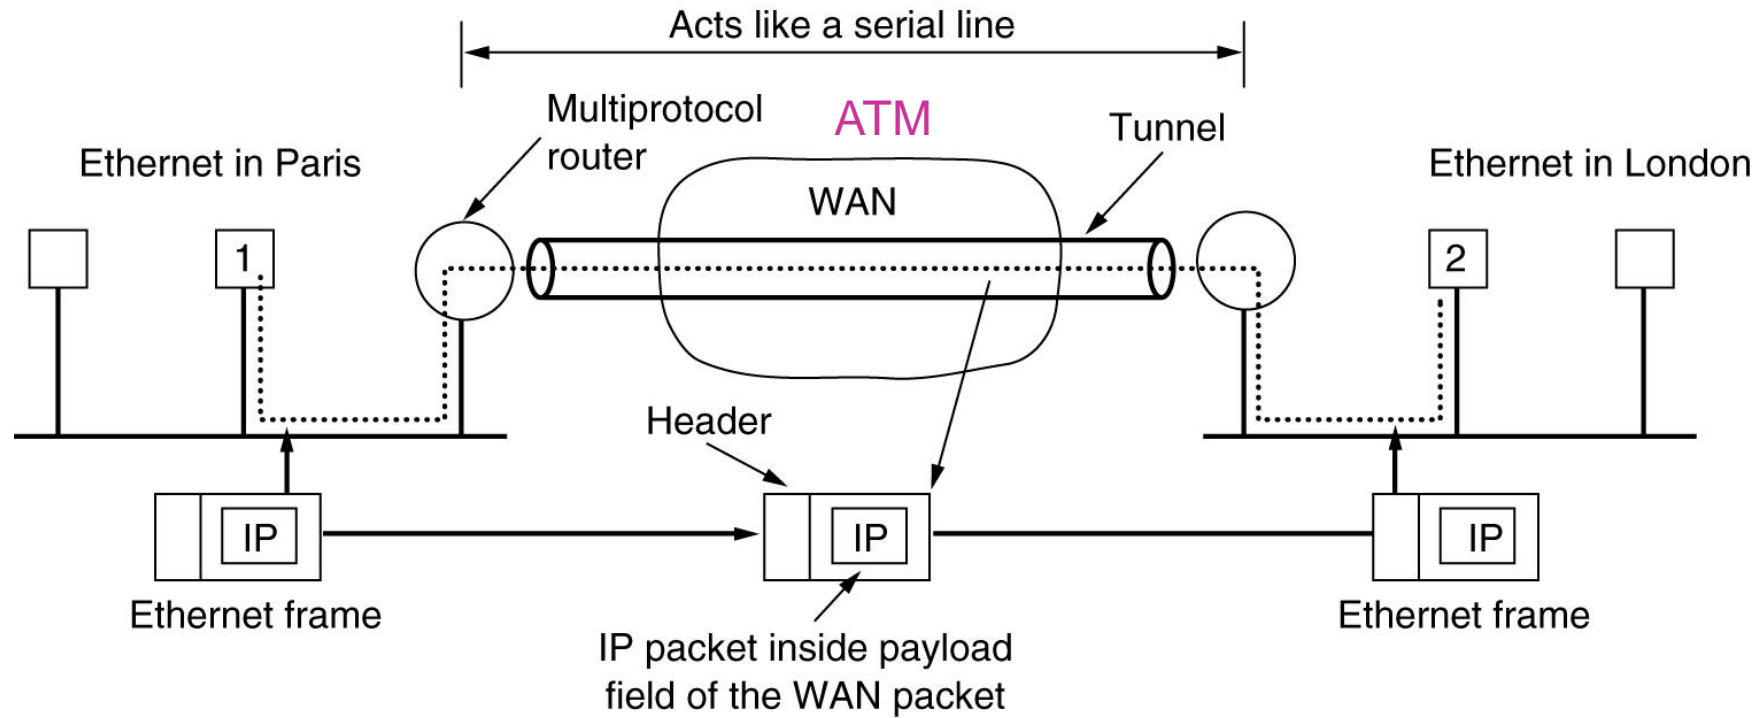 Acts like a serial line
Multiprotocol
router
ATM
Tunnel
Ethernet in Paris
Ethernet in London
WAN
1
2
Header
IP
IP
IP
Ethernet frame
Ethernet frame
IP packet inside payload
field of the WAN packet